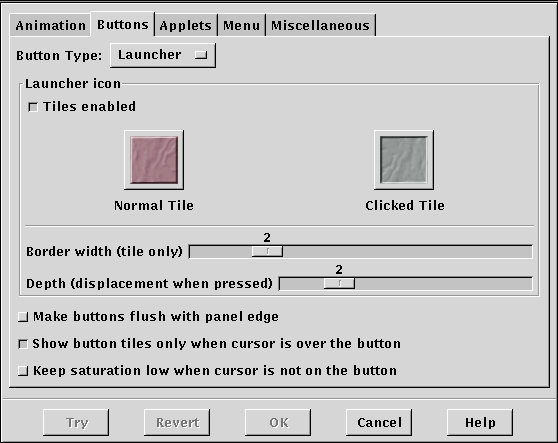 Animation Buttons Applets Menu Miscellaneous
Button Type: Launcher
Launcher icon
Tiles enabled
Normal Tile Clicked Tile
2
Border width (tile only)
2
Depth (displacement when pressed)
Make buttons flush with panel edge
Show button tiles only when cursor is over the button
Keep saturation low when cursor is not on the button
Try Revert OK Cancel Help